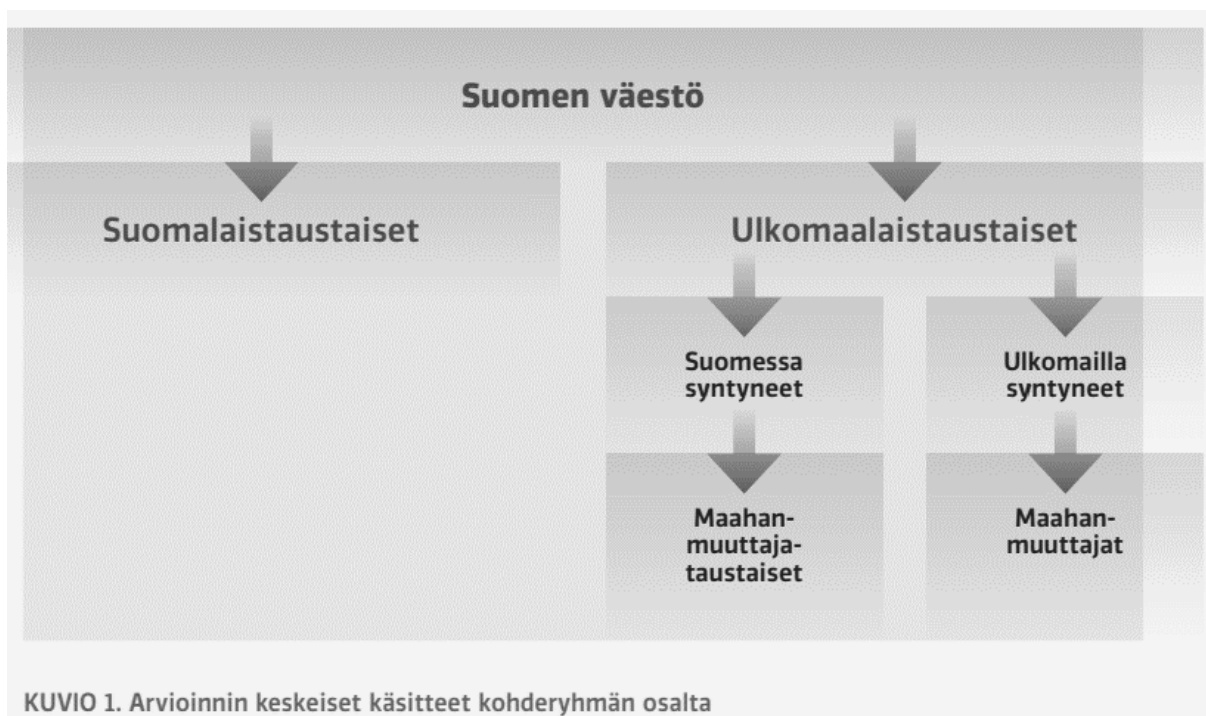 Suomen väestö
Suomalaistaustaiset
Ulkomaalaistaustaiset
Suomessa
syntyneet
Ulkomailla
syntyneet
Maahan-
muuttaja-
taustaiset
Maahan-
muuttajat
KUVIO 1. Arvioinnin keskeiset käsitteet kohderyhmän osalta